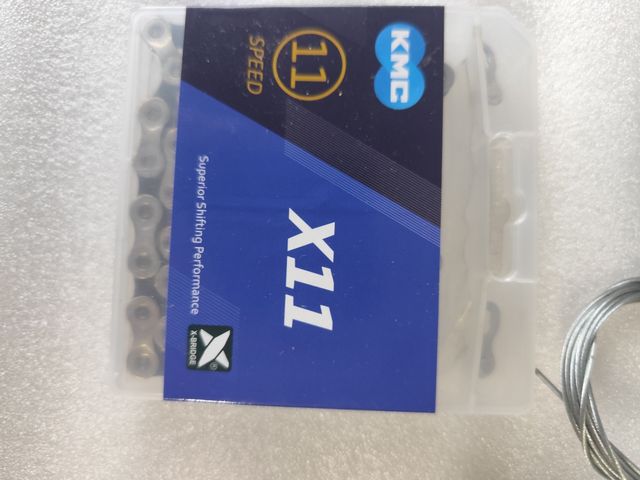 KMC
11
SPEED
X11
Superior Shifting Performance
X-BRIDGE
®